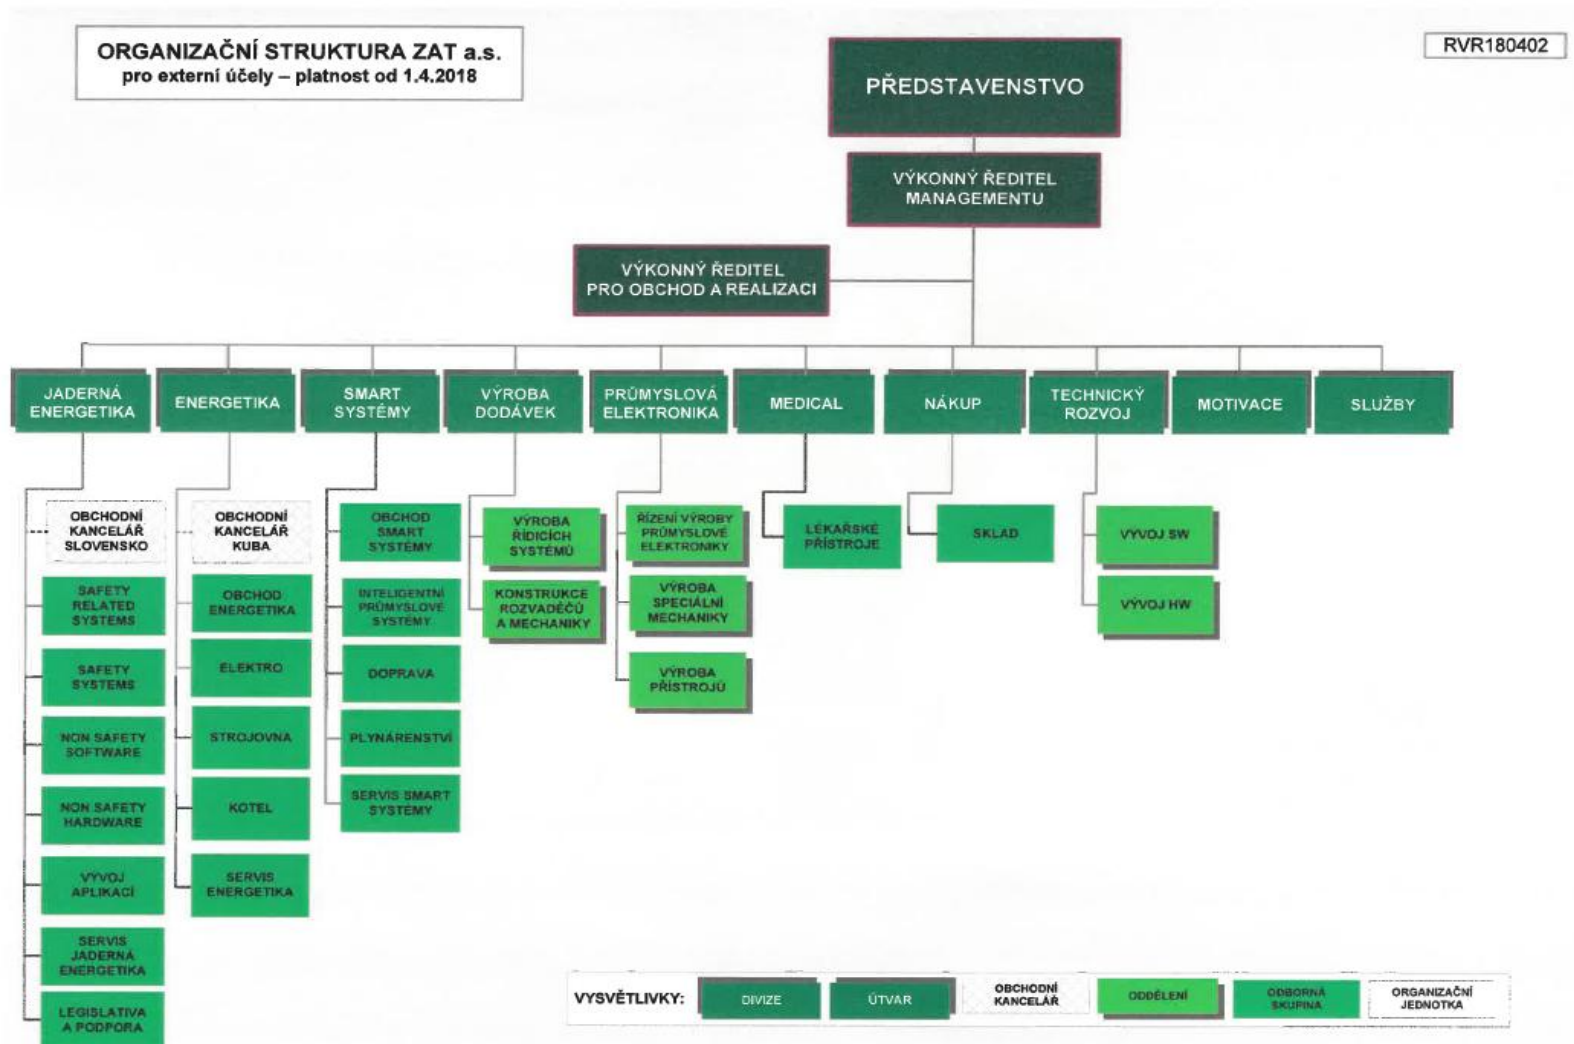 ORGANIZAČNÍ STRUKTURA ZAT a.s.
pro externí účely – platnost od 1.4.2018
RVR180402
PŘEDSTAVENSTVO
VÝKONNÝ ŘEDITEL
MANAGEMENTU
VÝKONNÝ ŘEDITEL
PRO OBCHOD A REALIZACI
JADERNÁ
ENERGETIKA
ENERGETIKA
SMART
SYSTÉMY
VÝROBA
DODÁVEK
PRŮMYSLOVÁ
ELEKTRONIKA
MEDICAL
NÁKUP
TECHNICKÝ
ROZVOJ
MOTIVACE
SLUŽBY
OBCHODNÍ
KANCELÁŘ
SLOVENSKO
SAFETY
RELATED
SYSTEMS
SAFETY
SYSTEMS
NON SAFETY
SOFTWARE
NON SAFETY
HARDWARE
VÝVOJ
APLIKACÍ
SERVIS
JADERNÁ
ENERGETIKA
LEGISLATIVA
A PODPORA
OBCHODNÍ
KANCELÁŘ
KUBA
OBCHOD
ENERGETIKA
ELEKTRO
STROJOVNA
KOTEL
SERVIS
ENERGETIKA
OBCHOD
SMART
SYSTÉMY
INTELIGENTNÍ
PRŮMYSLOVÉ
SYSTÉMY
DOPRAVA
PLYNÁRENSTVÍ
SERVIS SMART
SYSTÉMY
VÝROBA
ŘÍDICÍCH
SYSTÉMŮ
KONSTRUKCE
ROZVADĚČŮ
A MECHANIKY
ŘÍZENÍ VÝROBY
PRŮMYSLOVÉ
ELEKTRONIKY
VÝROBA
SPECIÁLNÍ
MECHANIKY
VÝROBA
PŘÍSTROJŮ
LÉKAŘSKÉ
PŘÍSTROJE
SKLAD
VÝVOJ SW
VÝVOJ HW
VYSVĚTLIVKY:
DIVIZE
ÚTVAR
OBCHODNÍ
KANCELÁŘ
ODDĚLENÍ
ODBORNÁ
SKUPINA
ORGANIZAČNÍ
JEDNOTKA